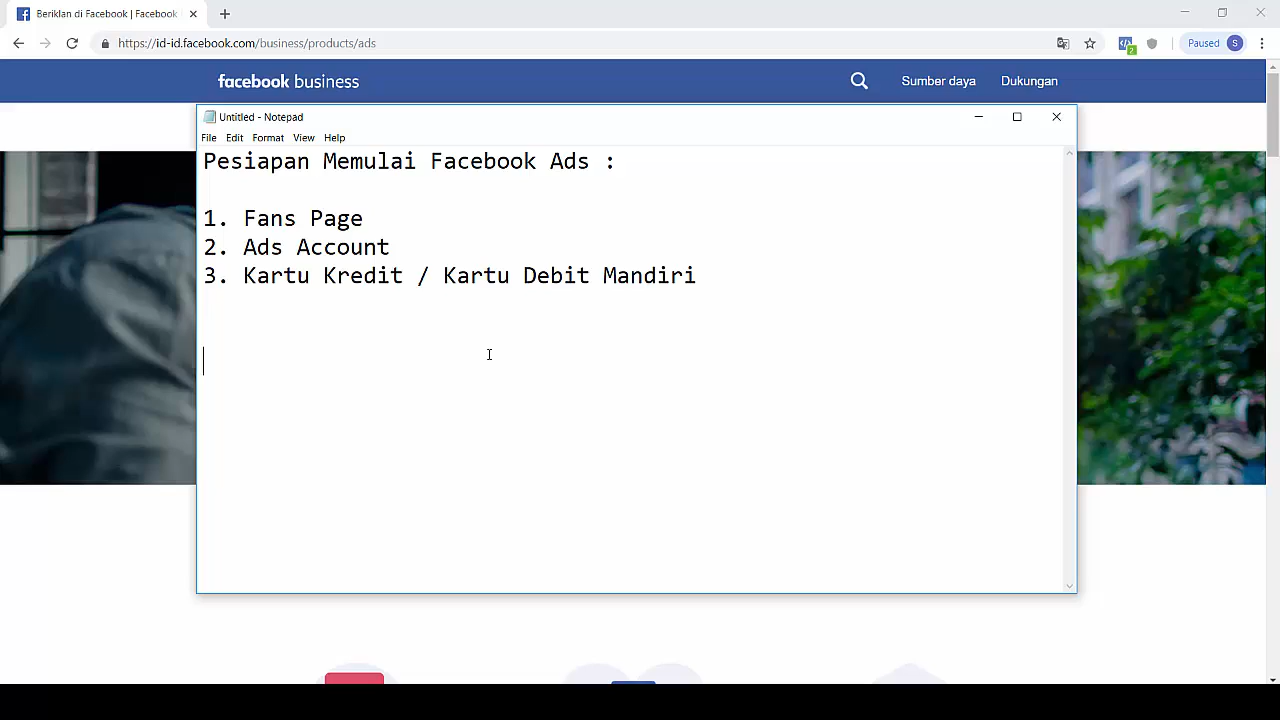 Beriklan di Facebook | Facebook
https://id-id.facebook.com/business/products/ads
2
Paused S
facebook business
Sumber daya Dukungan
Untitled - Notepad
File Edit Format View Help
Pesiapan Memulai Facebook Ads :
1. Fans Page
2. Ads Account
3. Kartu Kredit / Kartu Debit Mandiri